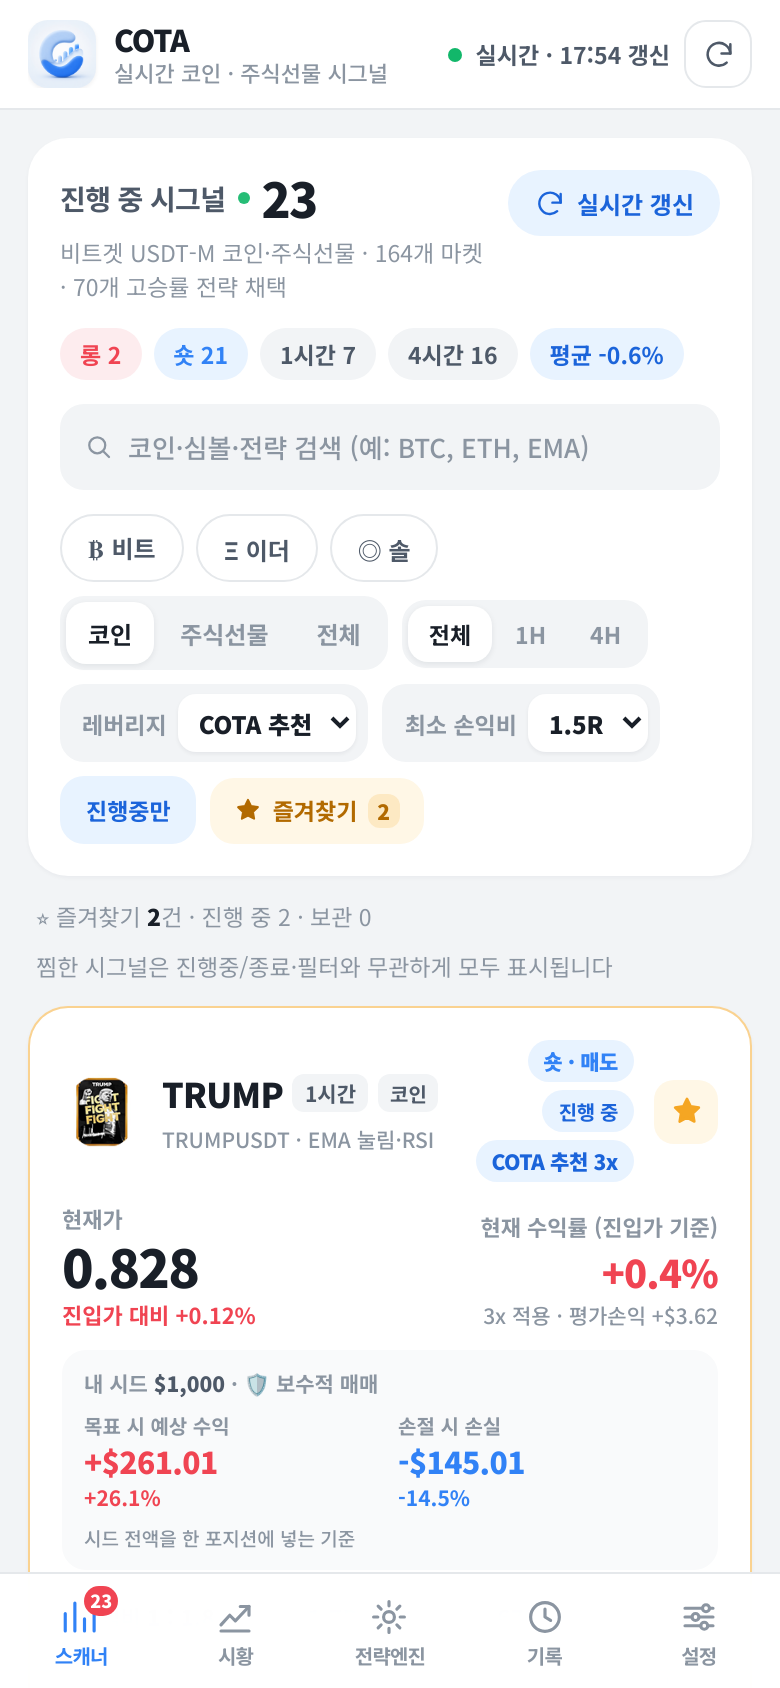 COTA
실시간 코인 · 주식선물 시그널
실시간 · 17:54 갱신
진행 중 시그널 23
실시간 갱신
비트겟 USDT-M 코인·주식선물 · 164개 마켓
· 70개 고승률 전략 채택
롱 2 숏 21 1시간 7 4시간 16 평균 -0.6%
코인·심볼·전략 검색 (예: BTC, ETH, EMA)
₿ 비트 Ξ 이더 ◎ 솔
코인 주식선물 전체 전체 1H 4H
레버리지 COTA 추천 최소 손익비 1.5R
진행중만 ★ 즐겨찾기 2
⭐ 즐겨찾기 2건 · 진행 중 2 · 보관 0
찜한 시그널은 진행중/종료·필터와 무관하게 모두 표시됩니다
TRUMP
FIGHT
FIGHT
FIGHT
TRUMP 1시간 코인
TRUMPUSDT · EMA 눌림·RSI
숏 · 매도
진행 중
COTA 추천 3x
현재가
0.828
진입가 대비 +0.12%
현재 수익률 (진입가 기준)
+0.4%
3x 적용 · 평가손익 +$3.62
내 시드 $1,000 · 🛡️ 보수적 매매
목표 시 예상 수익
+$261.01
+26.1%
손절 시 손실
-$145.01
-14.5%
시드 전액을 한 포지션에 넣는 기준
23
스캐너 시황 전략엔진 기록 설정